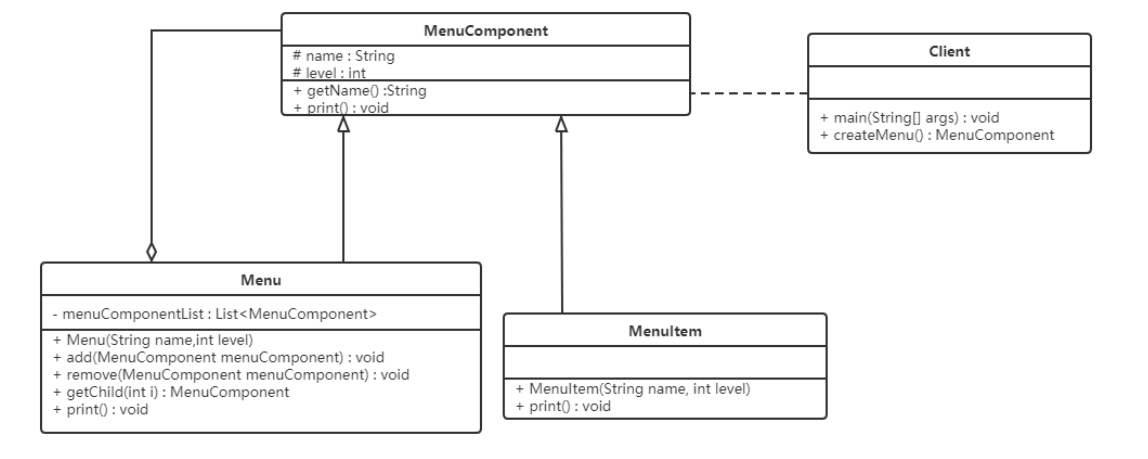 MenuComponent
# name : String
# level : int
+ getName() :String
+ print() : void
Client
+ main(String[] args) : void
+ createMenu() : MenuComponent
Menu
- menuComponentList : List<MenuComponent>
+ Menu(String name,int level)
+ add(MenuComponent menuComponent) : void
+ remove(MenuComponent menuComponent) : void
+ getChild(int i) : MenuComponent
+ print() : void
MenuItem
+ MenuItem(String name, int level)
+ print() : void